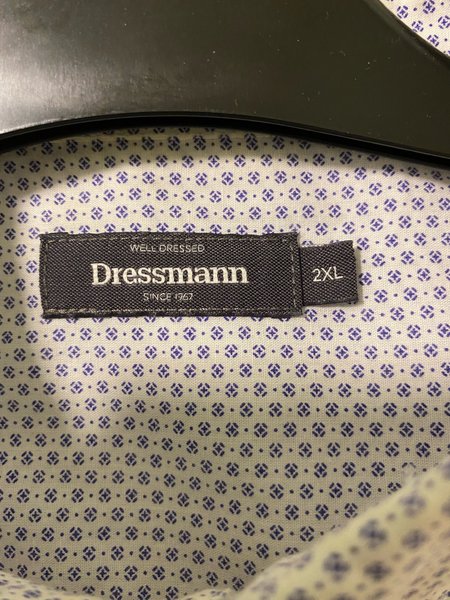 WELL DRESSED
Dressmann
SINCE 1967
2XL